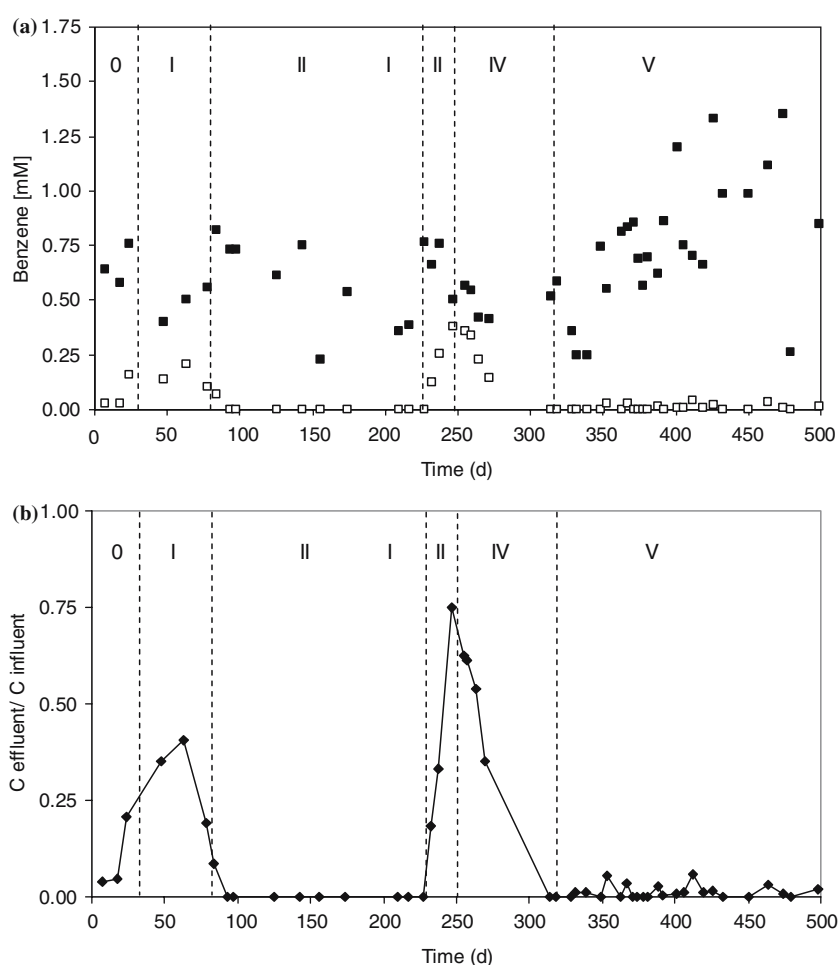 (a)
1.75
1.50
1.25
1.00
0.75
0.50
0.25
0.00
Benzene [mM]
0 I II I II IV V
0 50 100 150 200 250 300 350 400 450 500
Time (d)
(b)
1.00
0.75
0.50
0.25
0.00
C effluent/ C influent
0 I II I II IV V
0 50 100 150 200 250 300 350 400 450 500
Time (d)